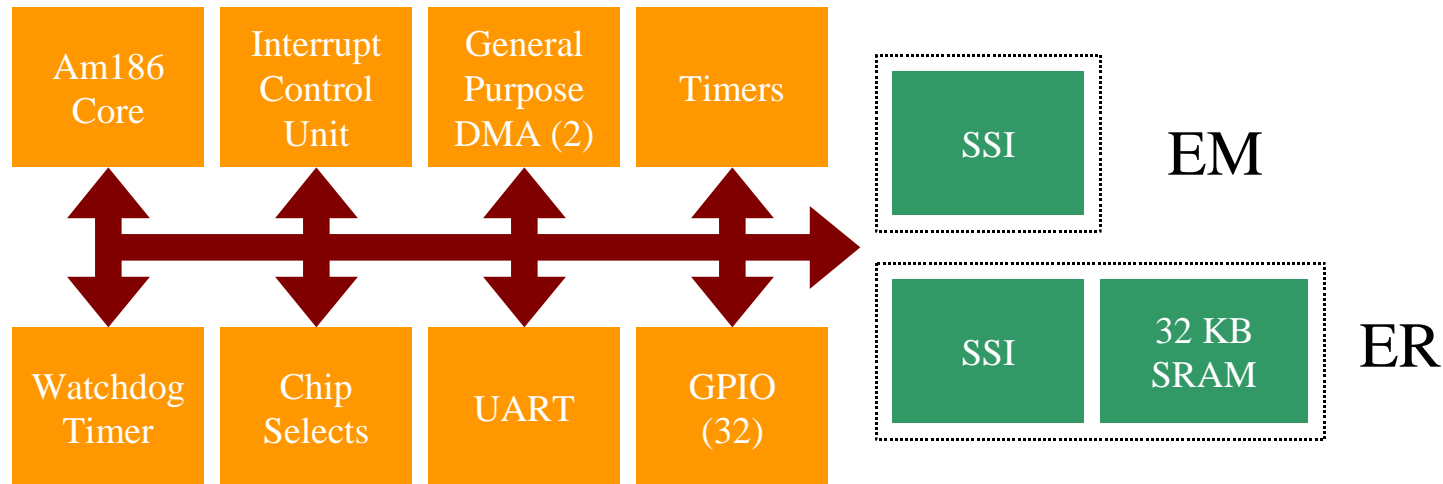 Am186
Core
Interrupt
Control
Unit
General
Purpose
DMA (2)
Timers
SSI
EM
Watchdog
Timer
Chip
Selects
UART
GPIO
(32)
SSI
32 KB
SRAM
ER